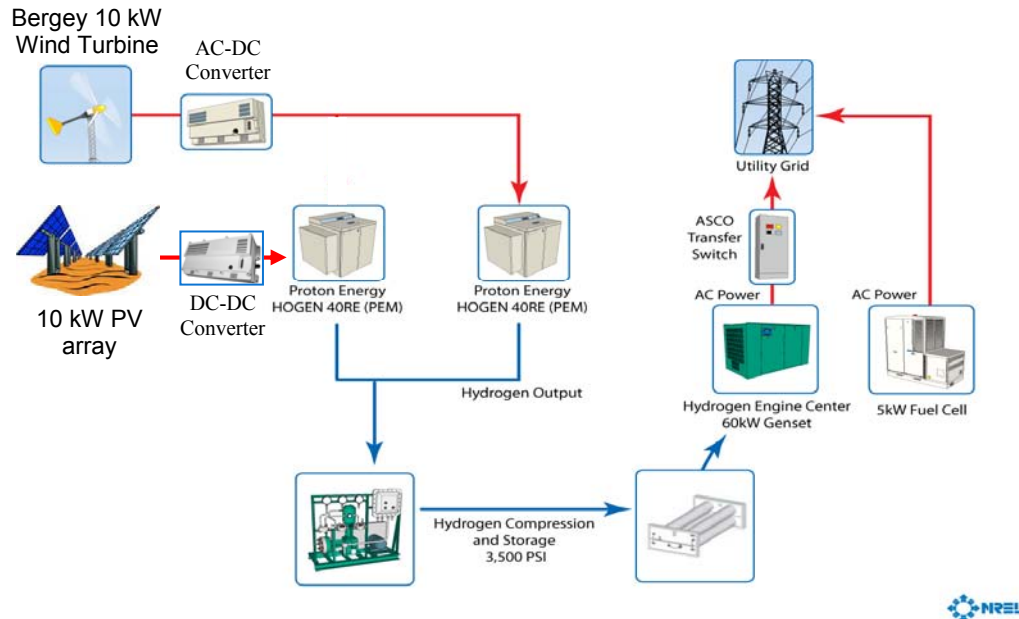 Bergey 10 kW
Wind Turbine
AC-DC
Converter
Utility Grid
ASCO
Transfer
Switch
10 kW PV
array
DC-DC
Converter
Proton Energy
HOGEN 40RE (PEM)
Proton Energy
HOGEN 40RE (PEM)
AC Power
AC Power
Hydrogen Output
Hydrogen Engine Center
60kW Genset
5kW Fuel Cell
Hydrogen Compression
and Storage
3,500 PSI
NREL